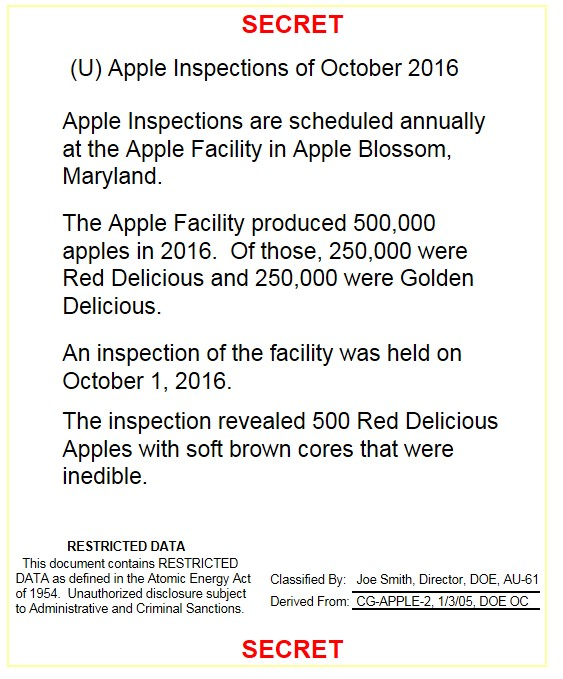 SECRET
(U) Apple Inspections of October 2016
Apple Inspections are scheduled annually
at the Apple Facility in Apple Blossom,
Maryland.
The Apple Facility produced 500,000
apples in 2016.  Of those, 250,000 were
Red Delicious and 250,000 were Golden
Delicious.
An inspection of the facility was held on
October 1, 2016.
The inspection revealed 500 Red Delicious
Apples with soft brown cores that were
inedible.
RESTRICTED DATA
This document contains RESTRICTED
DATA as defined in the Atomic Energy Act
of 1954.  Unauthorized disclosure subject
to Administrative and Criminal Sanctions.
Classified By: Joe Smith, Director, DOE, AU-61
Derived From: CG-APPLE-2, 1/3/05, DOE OC
SECRET